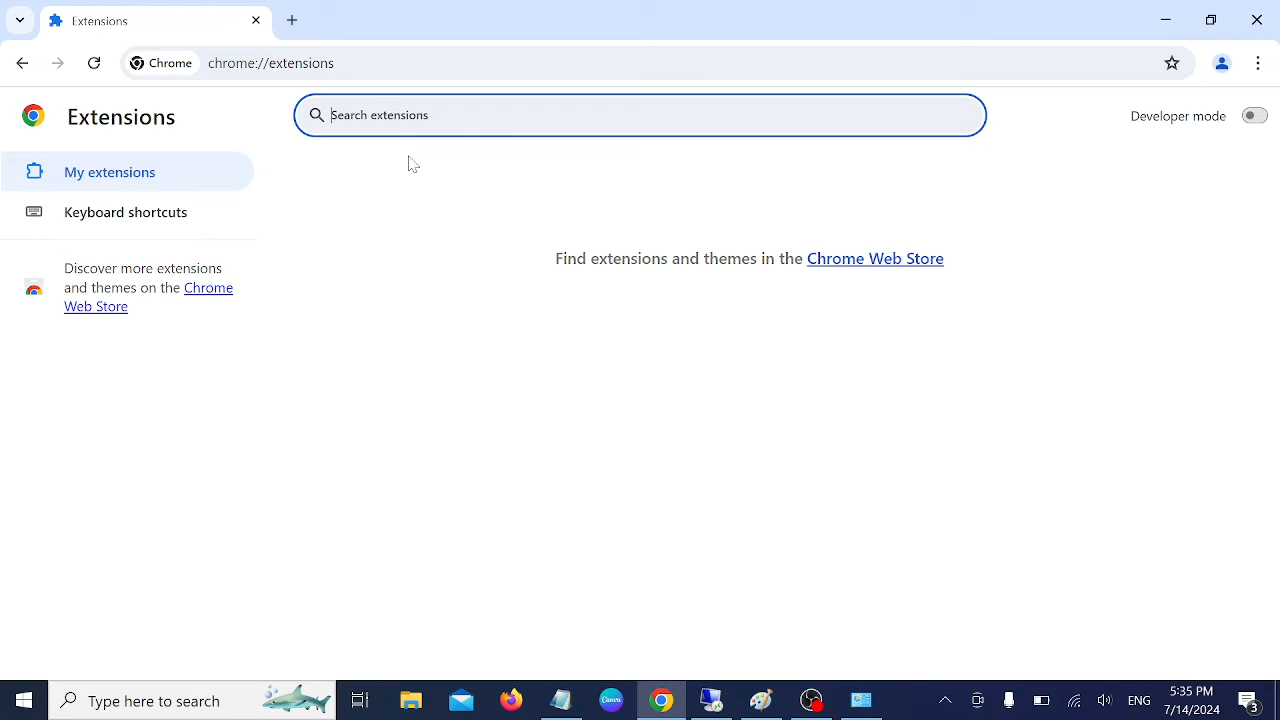 Extensions
Chrome
chrome://extensions
Extensions
Search extensions
Developer mode
My extensions
Keyboard shortcuts
Discover more extensions
and themes on the Chrome
Web Store
Find extensions and themes in the Chrome Web Store
Type here to search
Canva
ENG
5:35 PM
7/14/2024
3